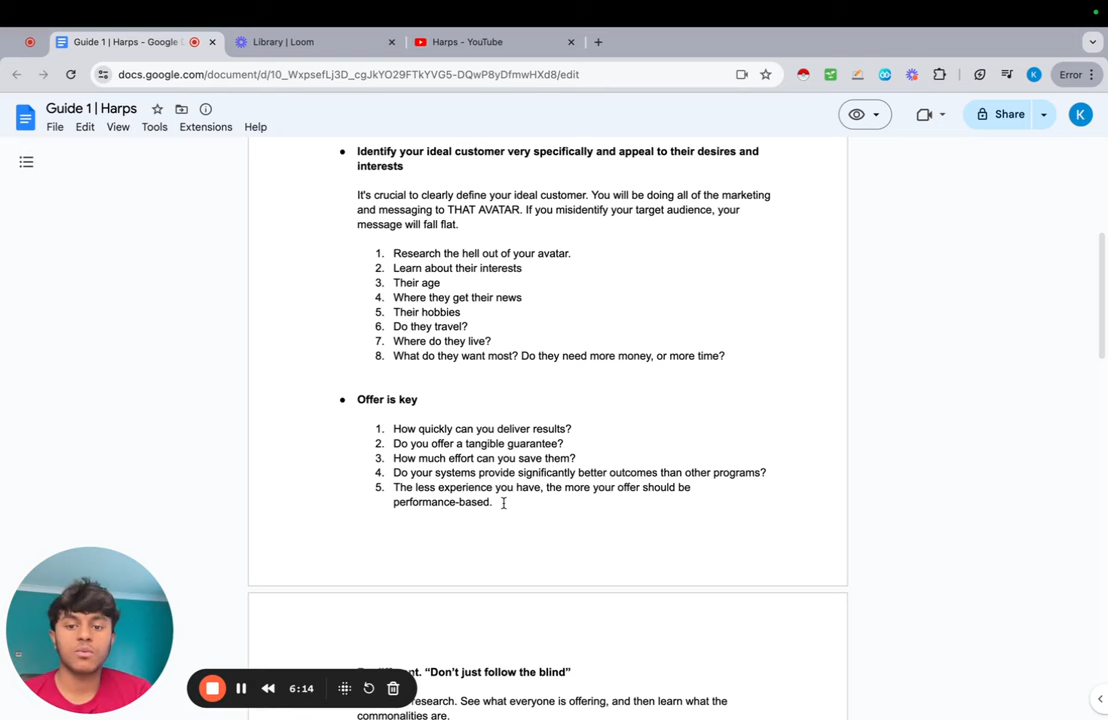 Guide 1 | Harps - Google
Library | Loom
Harps - YouTube
docs.google.com/document/d/10_WxpsefLj3D_cgJkYO29FTkYVG5-DQwP8yDfmwHXd8/edit
K
Error
Guide 1 | Harps
Share
K
File Edit View Tools Extensions Help
Identify your ideal customer very specifically and appeal to their desires and
interests
It's crucial to clearly define your ideal customer. You will be doing all of the marketing
and messaging to THAT AVATAR. If you misidentify your target audience, your
message will fall flat.
1. Research the hell out of your avatar.
2. Learn about their interests
3. Their age
4. Where they get their news
5. Their hobbies
6. Do they travel?
7. Where do they live?
8. What do they want most? Do they need more money, or more time?
Offer is key
1. How quickly can you deliver results?
2. Do you offer a tangible guarantee?
3. How much effort can you save them?
4. Do your systems provide significantly better outcomes than other programs?
5. The less experience you have, the more your offer should be
performance-based.
“Don’t just follow the blind”
research. See what everyone is offering, and then learn what the
commonalities are.
6:14